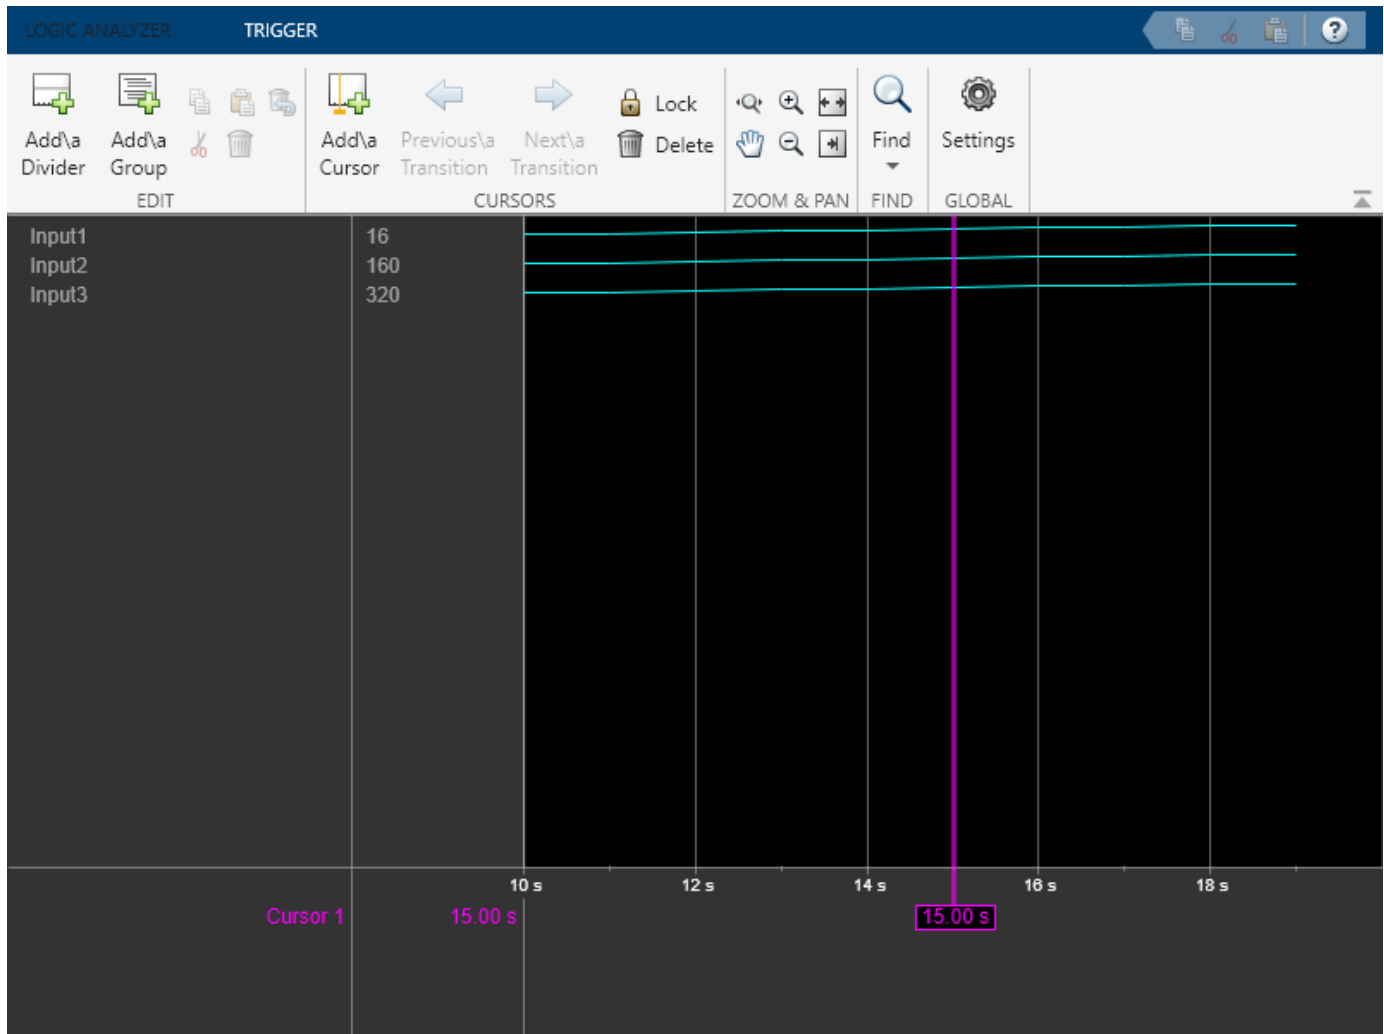 LOGIC ANALYZER TRIGGER
Add\a Divider
Add\a Group
EDIT
Add\a Cursor
Previous\a Transition
Next\a Transition
Lock
Delete
CURSORS
ZOOM & PAN
Find
FIND
Settings
GLOBAL
Input1 16
Input2 160
Input3 320
10 s 12 s 14 s 16 s 18 s
Cursor 1 15.00 s 15.00 s